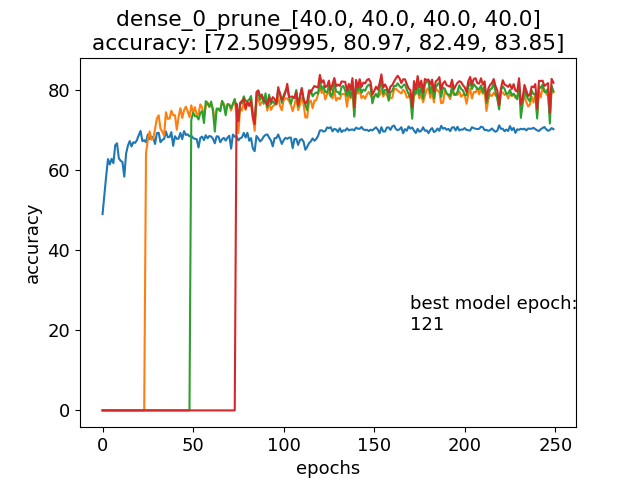 dense_0_prune_[40.0, 40.0, 40.0, 40.0]
accuracy: [72.509995, 80.97, 82.49, 83.85]
80
60
40
20
0
accuracy
best model epoch:
121
0 50 100 150 200 250
epochs